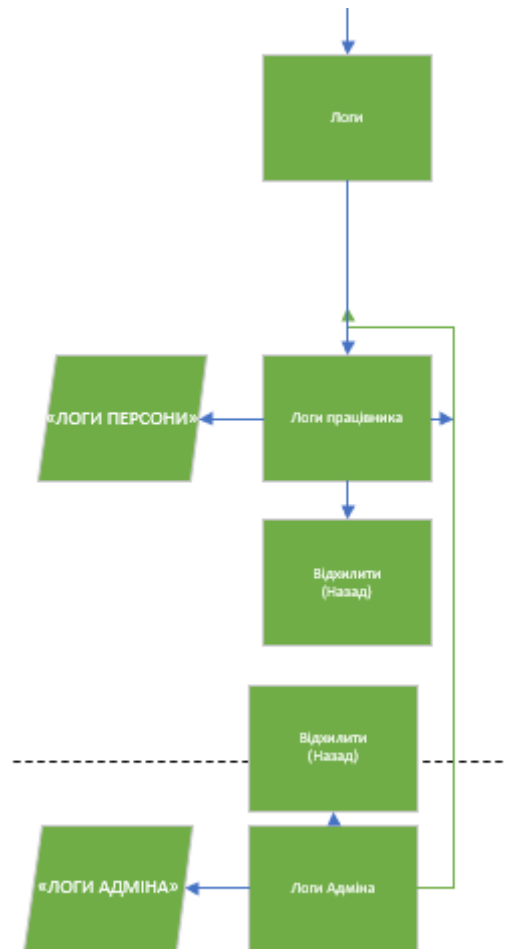 Логи
«ЛОГИ ПЕРСОНИ»
Логи працівника
Відхилити
(Назад)
Відхилити
(Назад)
«ЛОГИ АДМІНА»
Логи Адміна